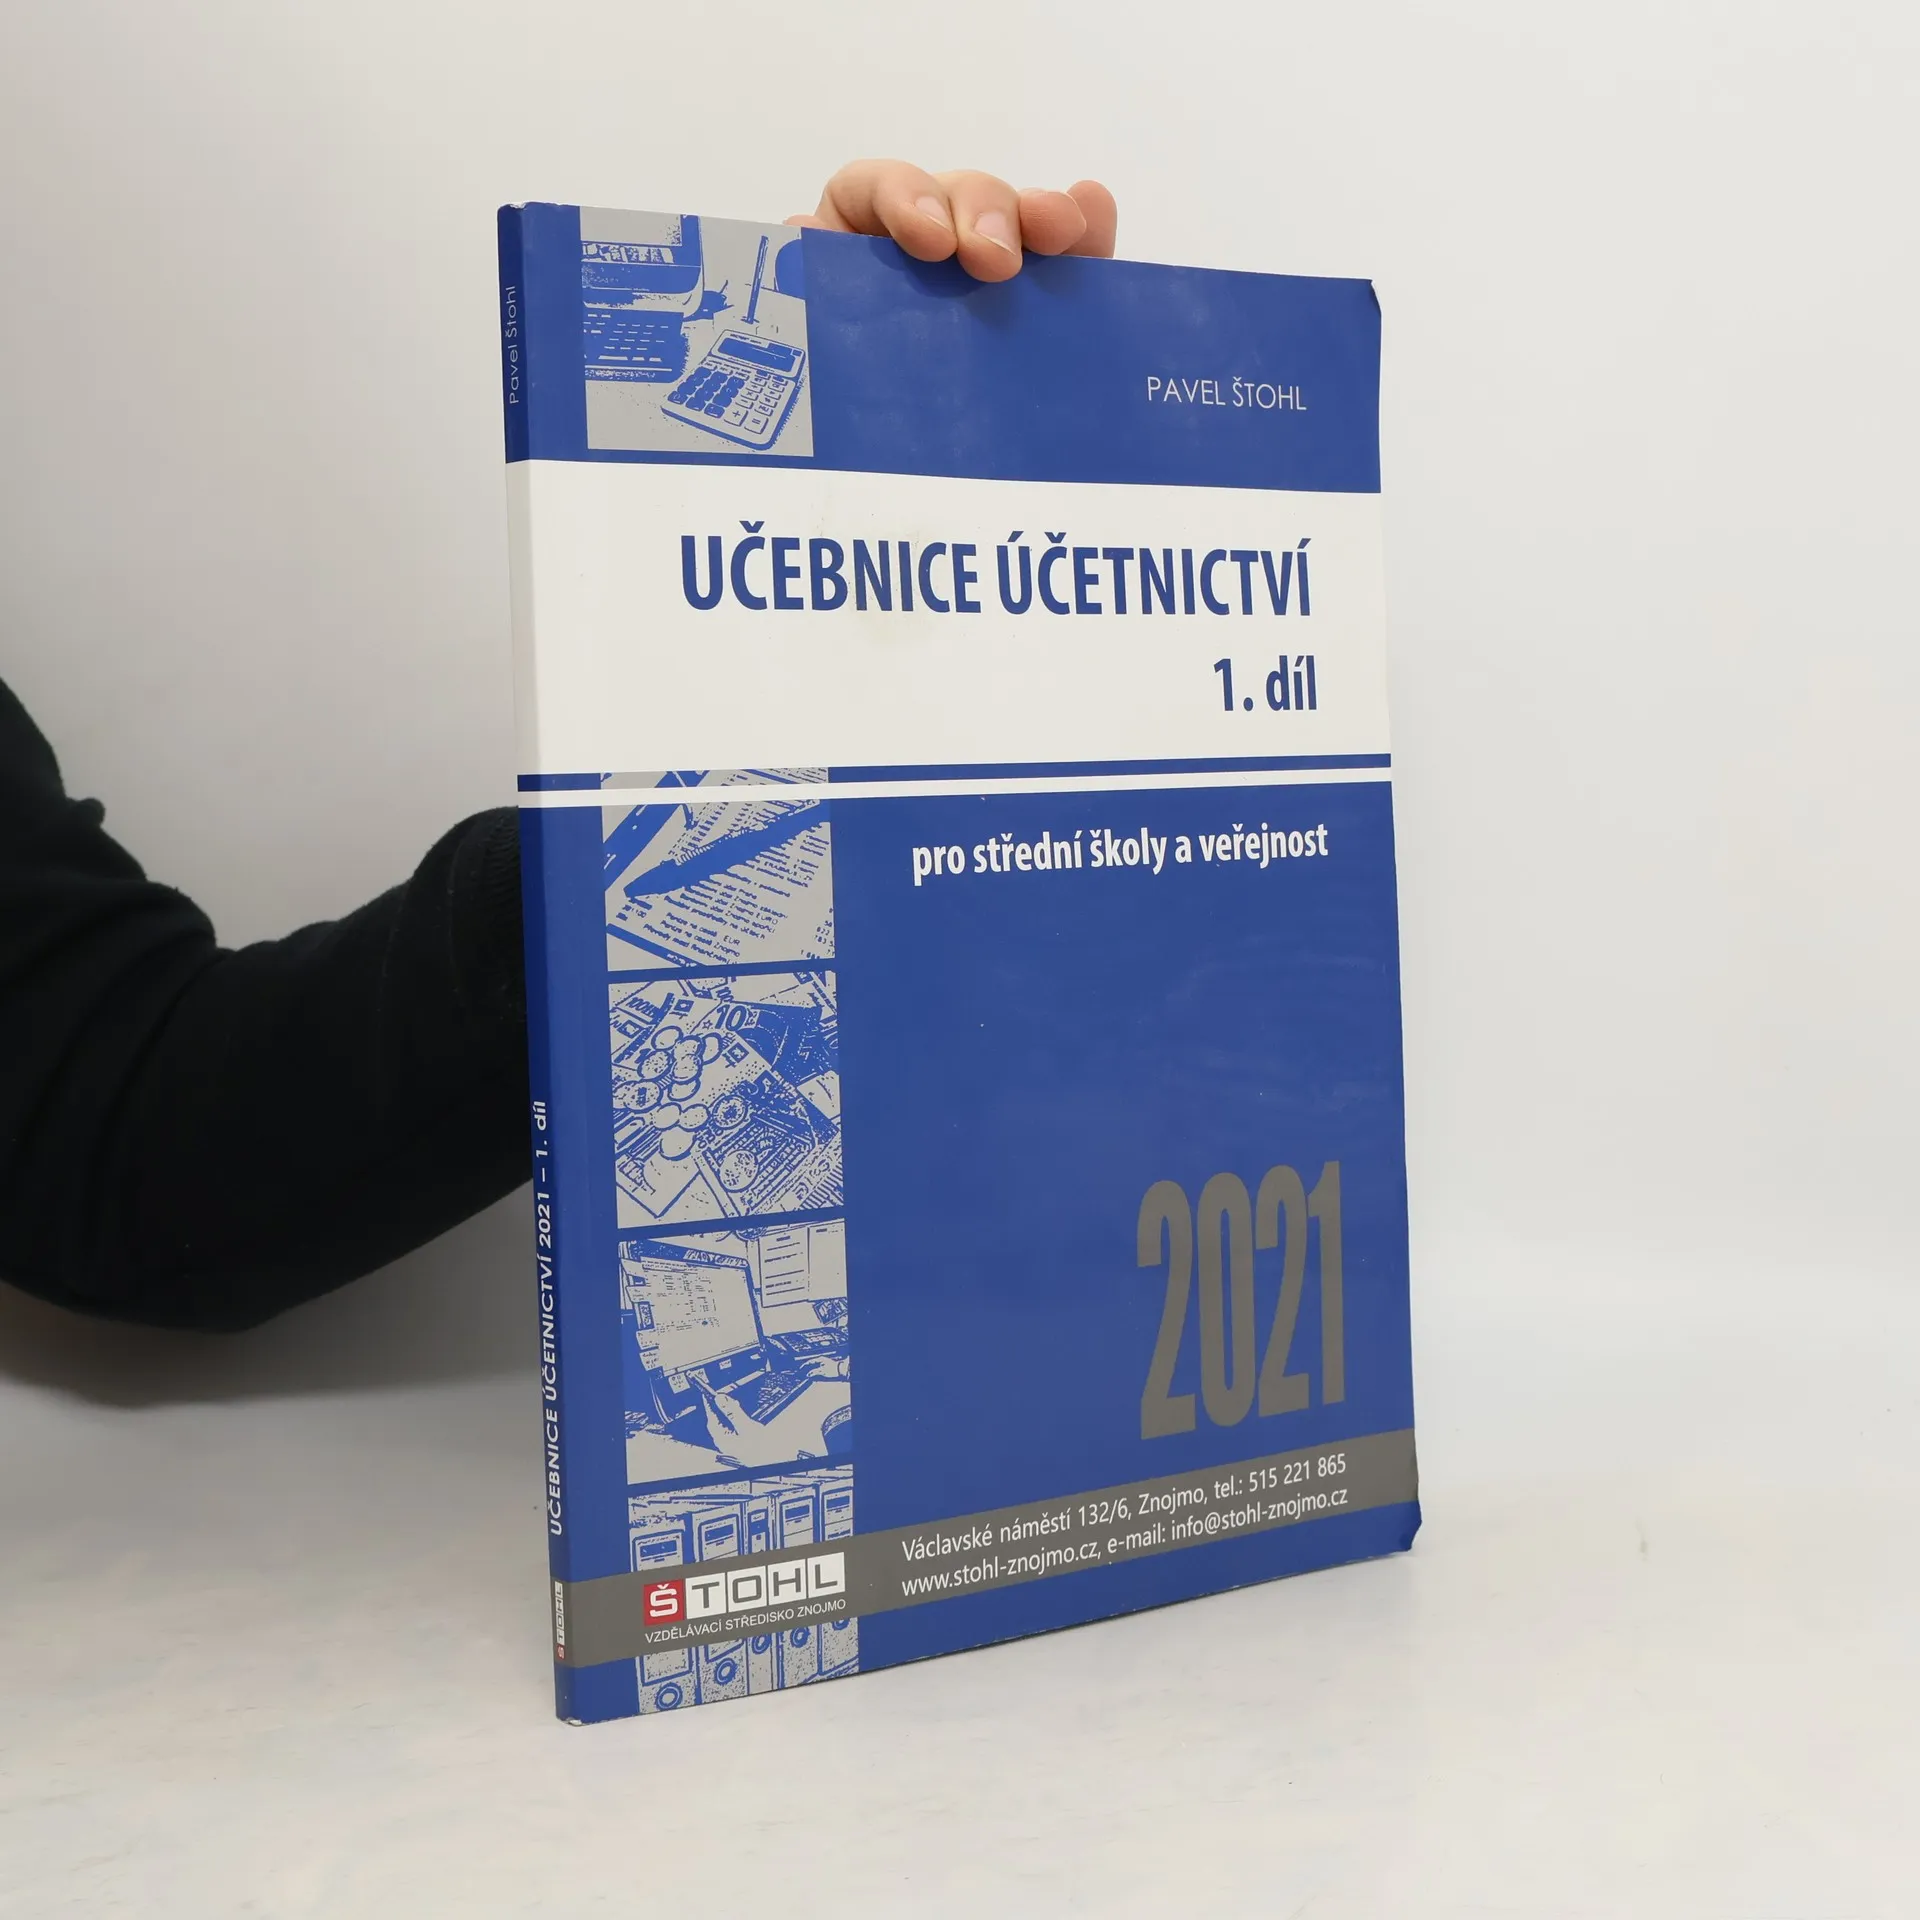 Pavel Štohl
PAVEL ŠTOHL
UČEBNICE ÚČETNICTVÍ
1. díl
pro střední školy a veřejnost
2021
UČEBNICE ÚČETNICTVÍ 2021 – 1. díl
Václavské náměstí 132/6, Znojmo, tel.: 515 221 865
www.stohl-znojmo.cz, e-mail: info@stohl-znojmo.cz
ŠTOHL
VZDĚLÁVACÍ STŘEDISKO ZNOJMO
ŠTOHL